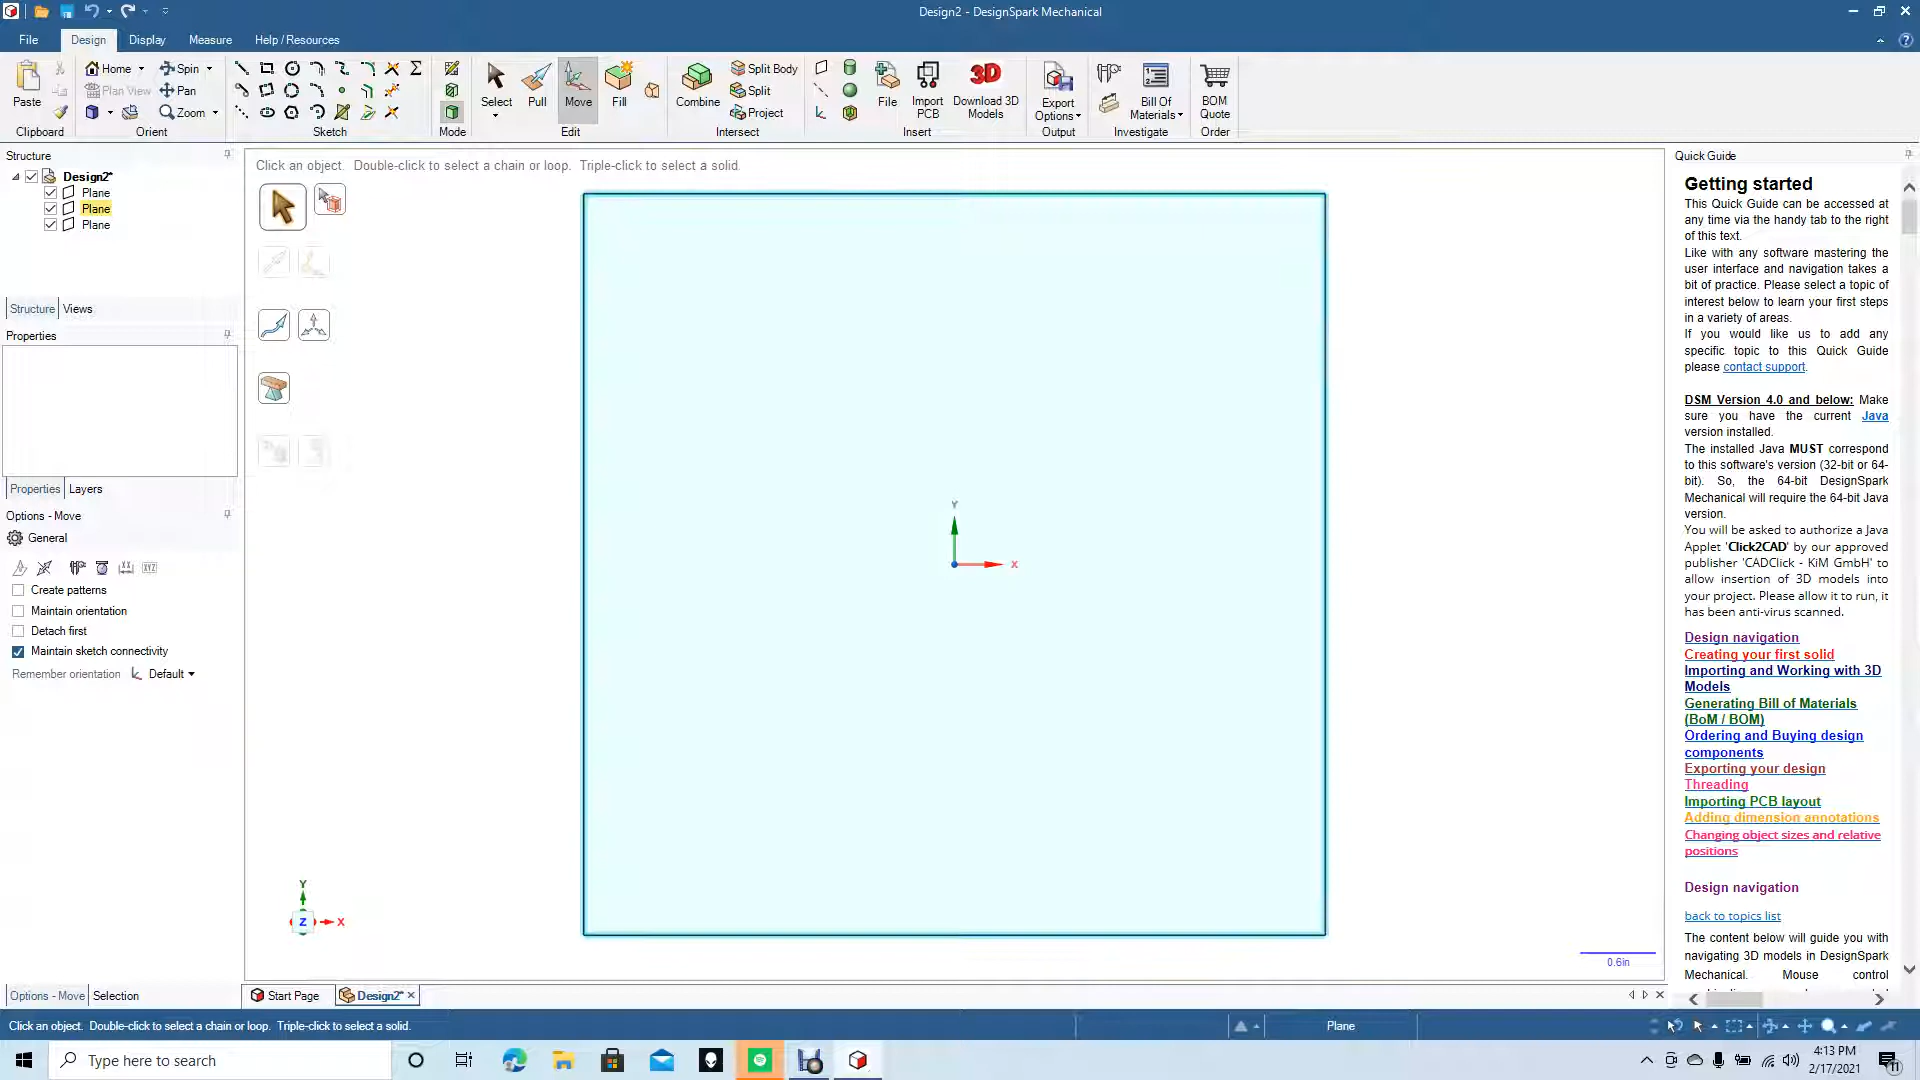 Design2 - DesignSpark Mechanical
File
Design
Display
Measure
Help / Resources
Paste
Clipboard
Home
Spin
Plan View
Pan
Zoom
Orient
Sketch
Mode
Select
Pull
Move
Fill
Edit
Combine
Split Body
Split
Project
Intersect
File
Import PCB
Download 3D Models
Insert
Export Options
Output
Bill Of Materials
Investigate
BOM Quote
Order
Structure
Design2*
Plane
Plane
Plane
Structure
Views
Properties
Properties
Layers
Options - Move
General
Create patterns
Maintain orientation
Detach first
Maintain sketch connectivity
Remember orientation
Default
Options - Move
Selection
Click an object. Double-click to select a chain or loop. Triple-click to select a solid.
Y
X
Y
Z
X
0.6in
Start Page
Design2*
Quick Guide
Getting started
This Quick Guide can be accessed at
any time via the handy tab to the right
of this text.
Like with any software mastering the
user interface and navigation takes a
bit of practice. Please select a topic of
interest below to learn your first steps
in a variety of areas.
If you would like us to add any
specific topic to this Quick Guide
please contact support.
DSM Version 4.0 and below: Make
sure you have the current Java
version installed.
The installed Java MUST correspond
to this software's version (32-bit or 64-
bit). So, the 64-bit DesignSpark
Mechanical will require the 64-bit Java
version.
You will be asked to authorize a Java
Applet 'Click2CAD' by our approved
publisher 'CADClick - KiM GmbH' to
allow insertion of 3D models into
your project. Please allow it to run, it
has been anti-virus scanned.
Design navigation
Creating your first solid
Importing and Working with 3D
Models
Generating Bill of Materials
(BoM / BOM)
Ordering and Buying design
components
Exporting your design
Threading
Importing PCB layout
Adding dimension annotations
Changing object sizes and relative
positions
Design navigation
back to topics list
The content below will guide you with
navigating 3D models in DesignSpark
Mechanical. Mouse control
Click an object. Double-click to select a chain or loop. Triple-click to select a solid.
Plane
Type here to search
4:13 PM
2/17/2021
11